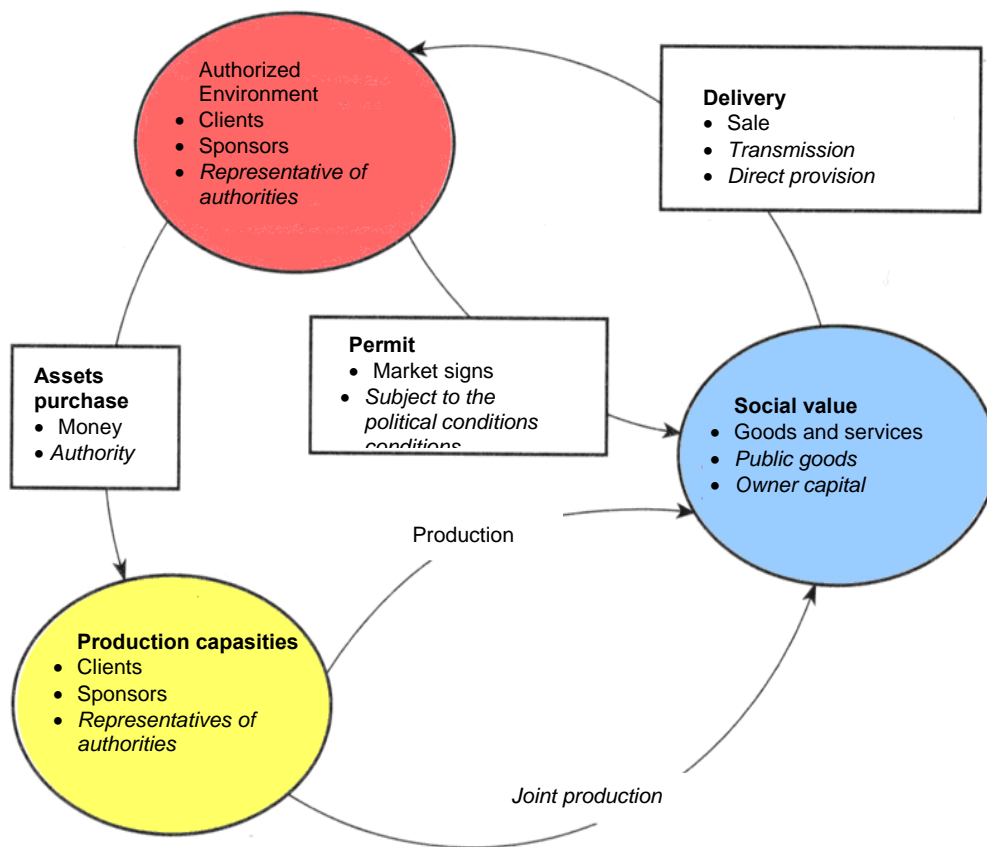 Authorized
Environment
• Clients
• Sponsors
• Representative of
authorities
Delivery
• Sale
• Transmission
• Direct provision
Assets
purchase
• Money
• Authority
Permit
• Market signs
• Subject to the
political conditions
conditions
Social value
• Goods and services
• Public goods
• Owner capital
Production
Production capasities
• Clients
• Sponsors
• Representatives of
authorities
Joint production